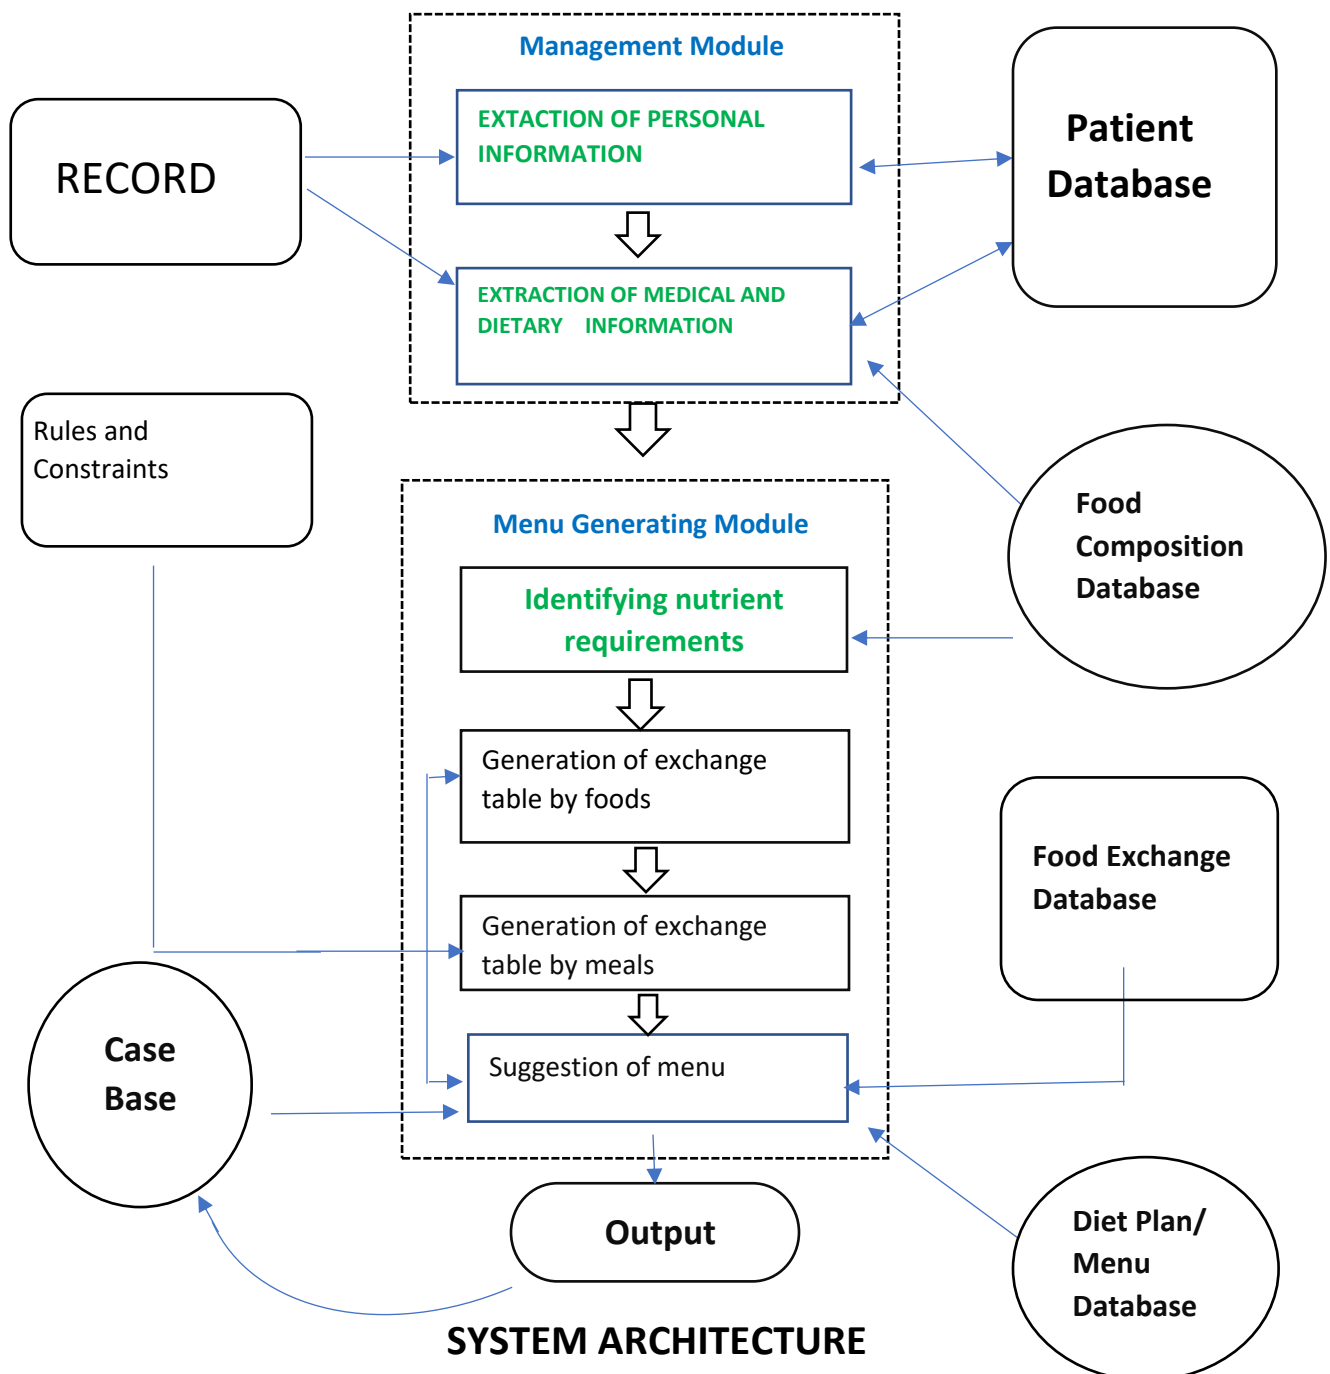 Management Module
EXTACTION OF PERSONAL
INFORMATION
RECORD
Patient
Database
EXTRACTION OF MEDICAL AND
DIETARY INFORMATION
Rules and
Constraints
Food
Composition
Database
Menu Generating Module
Identifying nutrient
requirements
Generation of exchange
table by foods
Food Exchange
Database
Generation of exchange
table by meals
Case
Base
Suggestion of menu
Output
Diet Plan/
Menu
Database
SYSTEM ARCHITECTURE